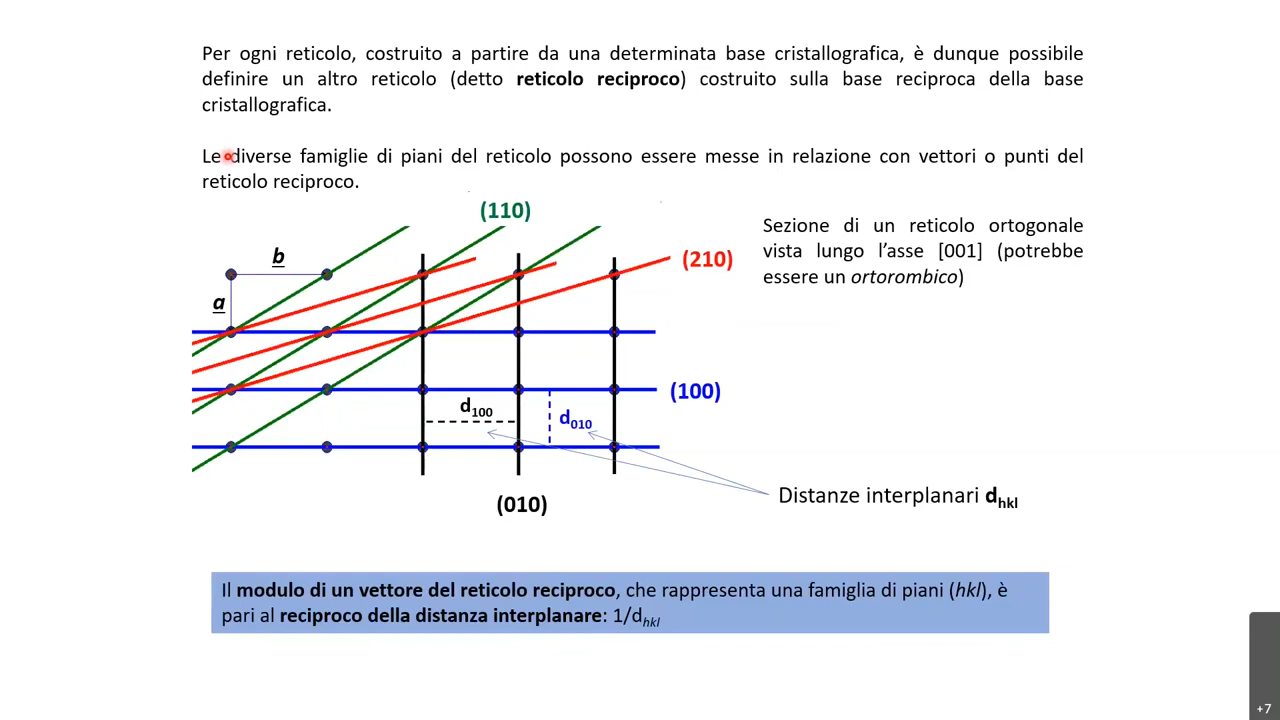 Per ogni reticolo, costruito a partire da una determinata base cristallografica, è dunque possibile
definire un altro reticolo (detto reticolo reciproco) costruito sulla base reciproca della base
cristallografica.
Le diverse famiglie di piani del reticolo possono essere messe in relazione con vettori o punti del
reticolo reciproco.
(110)
b
a
(210)
Sezione di un reticolo ortogonale
vista lungo l'asse [001] (potrebbe
essere un ortorombico)
(100)
d100
d010
(010)
Distanze interplanari dhkl
Il modulo di un vettore del reticolo reciproco, che rappresenta una famiglia di piani (hkl), è
pari al reciproco della distanza interplanare: 1/dhkl
+7